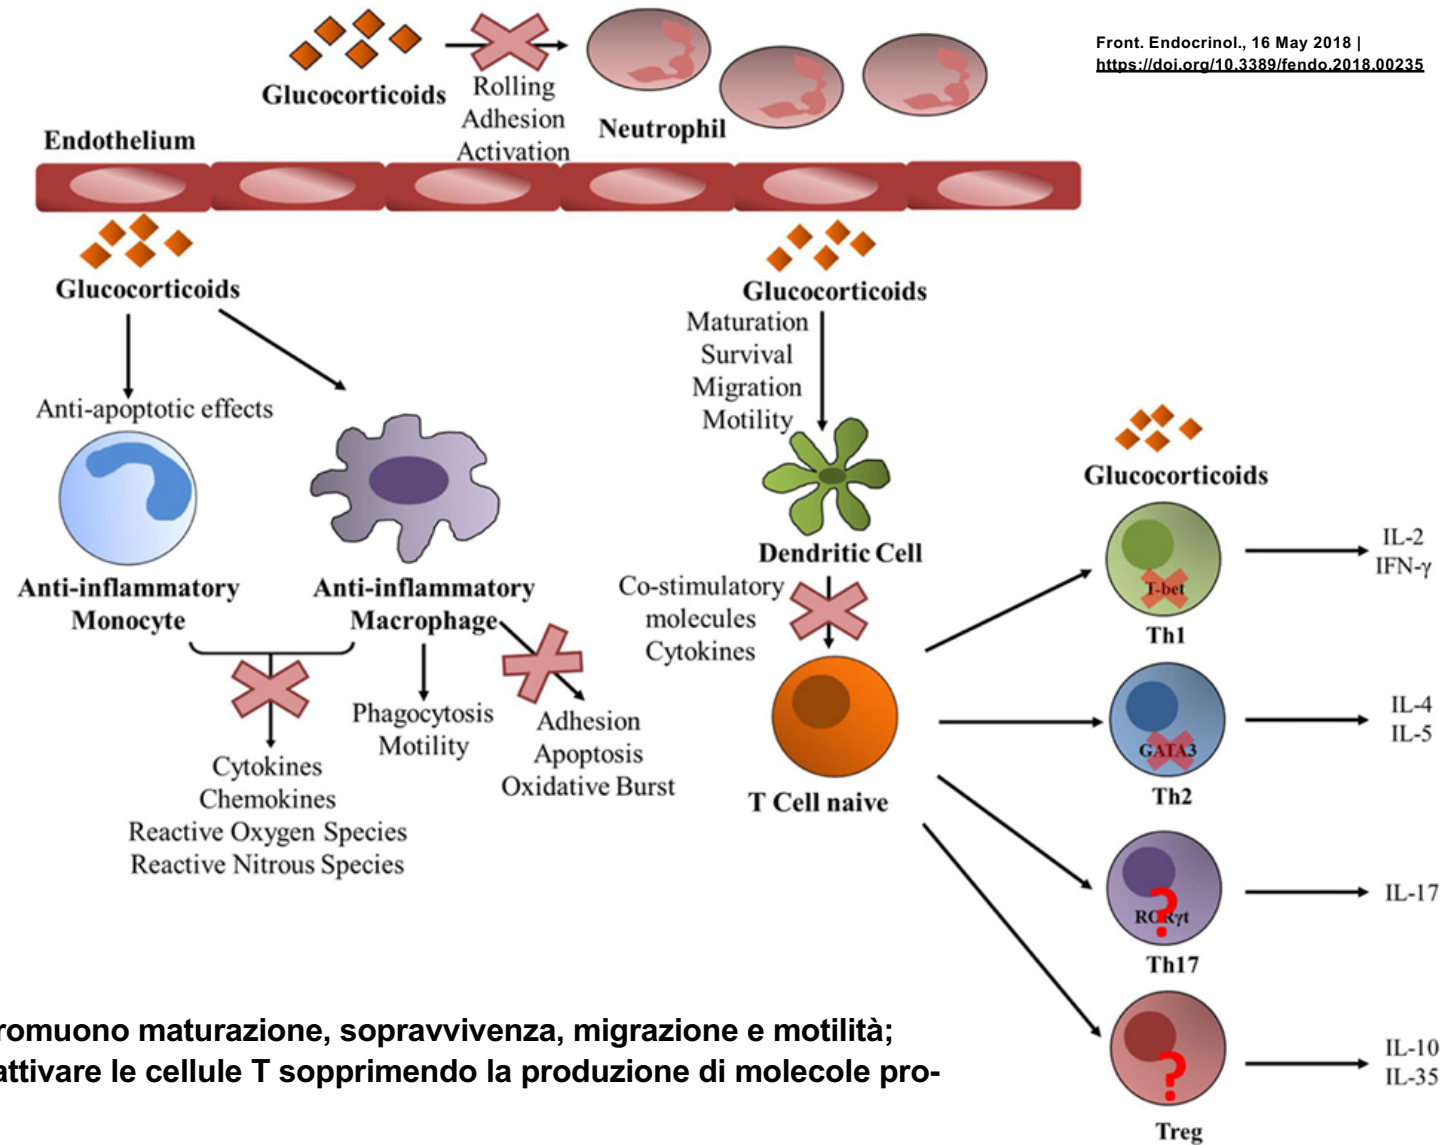 Front. Endocrinol., 16 May 2018 |
https://doi.org/10.3389/fendo.2018.00235
Glucocorticoids
Rolling
Adhesion
Activation
Neutrophil
Endothelium
Glucocorticoids
Anti-apoptotic effects
Anti-inflammatory
Monocyte
Anti-inflammatory
Macrophage
Cytokines
Chemokines
Reactive Oxygen Species
Reactive Nitrous Species
Phagocytosis
Motility
Adhesion
Apoptosis
Oxidative Burst
Glucocorticoids
Maturation
Survival
Migration
Motility
Dendritic Cell
Co-stimulatory
molecules
Cytokines
T Cell naive
Glucocorticoids
T-bet
Th1
IL-2
IFN-γ
GATA3
Th2
IL-4
IL-5
RORγt
?
Th17
IL-17
?
Treg
IL-10
IL-35
romuono maturazione, sopravvivenza, migrazione e motilità;
attivare le cellule T sopprimendo la produzione di molecole pro-